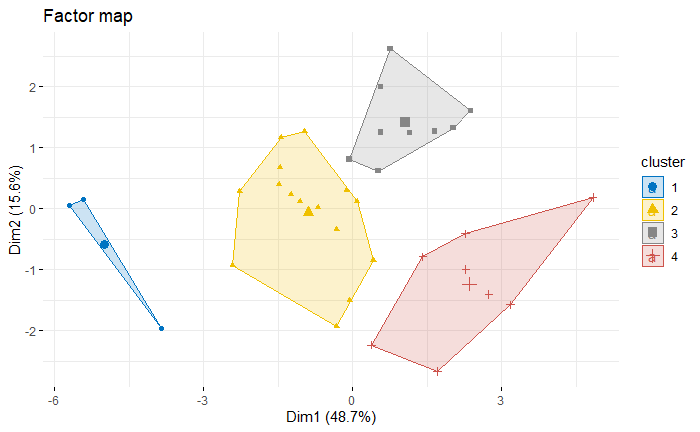 Factor map
Dim2 (15.6%)
2
1
0
-1
-2
-6
-3
0
3
Dim1 (48.7%)
cluster
a 1
a 2
a 3
a 4